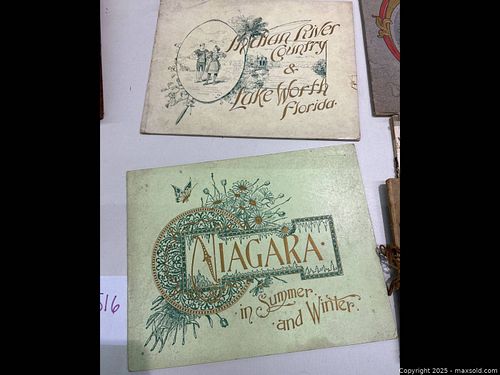 Indian River
Country
&
Lake Worth
Florida.
NIAGARA.
in Summer
and Winter.
516
Copyright 2025 - maxsold.com